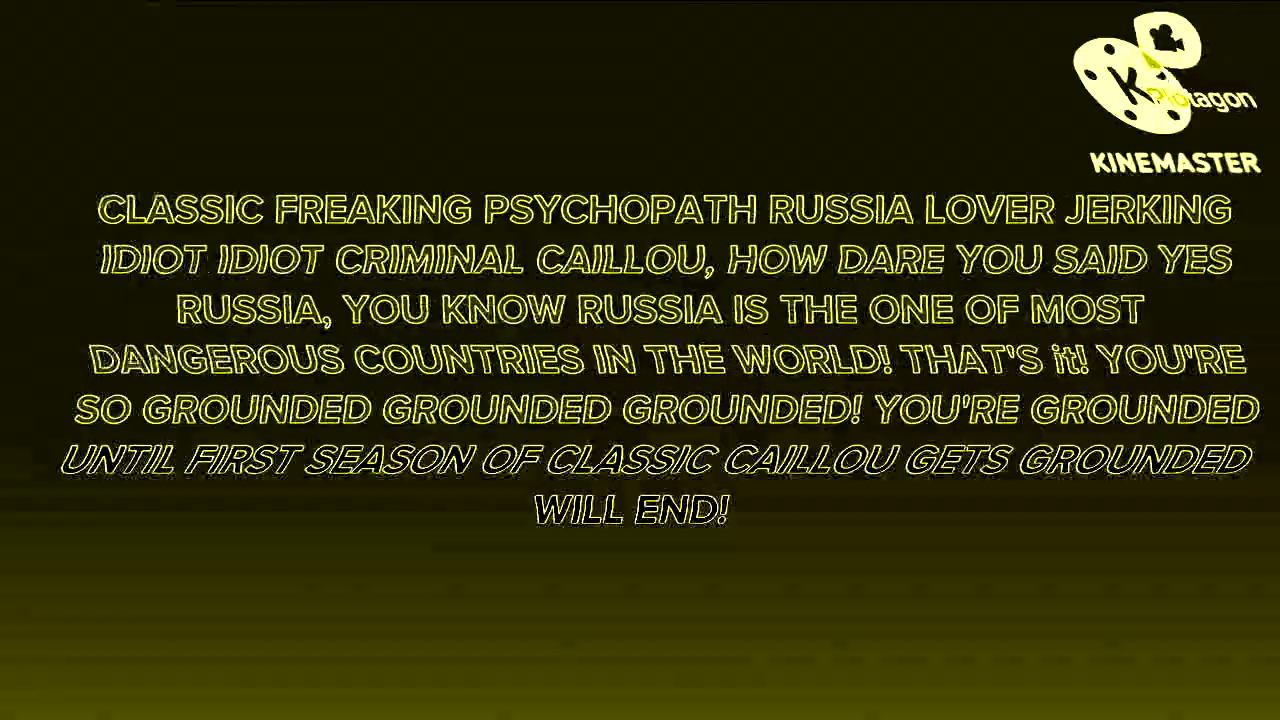 K
Plotagon
KINEMASTER
CLASSIC FREAKING PSYCHOPATH RUSSIA LOVER JERKING
IDIOT IDIOT CRIMINAL CAILLOU, HOW DARE YOU SAID YES
RUSSIA, YOU KNOW RUSSIA IS THE ONE OF MOST
DANGEROUS COUNTRIES IN THE WORLD! THAT'S it! YOU'RE
SO GROUNDED GROUNDED GROUNDED! YOU'RE GROUNDED
UNTIL FIRST SEASON OF CLASSIC CAILLOU GETS GROUNDED
WILL END!